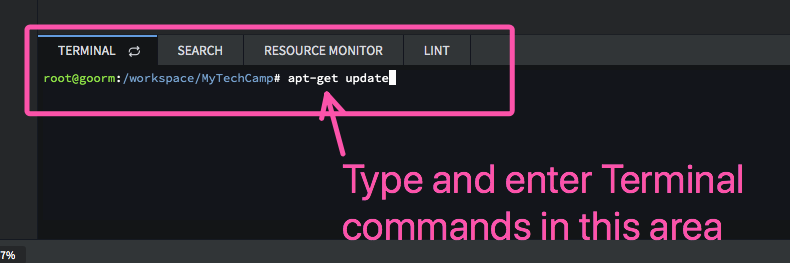 TERMINAL SEARCH RESOURCE MONITOR LINT
root@goorm:/workspace/MyTechCamp# apt-get update
Type and enter Terminal
commands in this area
7%